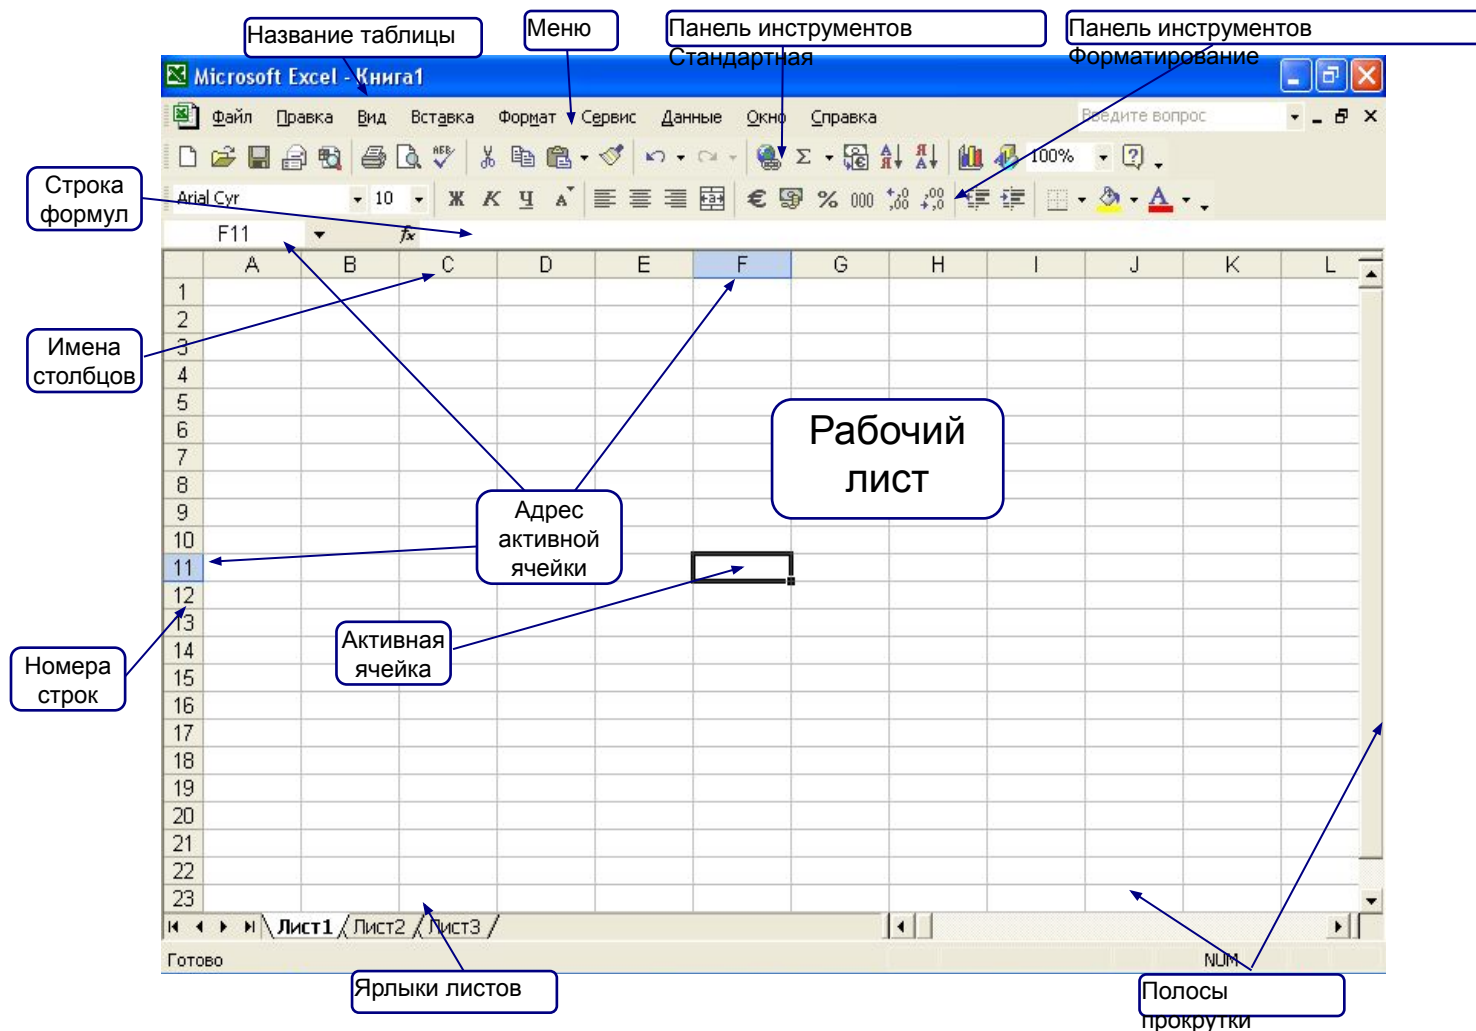 Название таблицы
Меню
Панель инструментов
Стандартная
Панель инструментов
Форматирование
Microsoft Excel - Книга1
Файл Правка Вид Вставка Формат Сервис Данные Окно Справка Введите вопрос
100%
Строка
формул
Arial Cyr 10 Ж К Ч % 000
F11 fx
A B C D E F G H I J K L
1
2
Имена
столбцов
3
4
5
6
7
8
9
10
11
12
13
14
15
16
17
18
19
20
21
22
23
Рабочий
лист
Адрес
активной
ячейки
Активная
ячейка
Номера
строк
Лист1 Лист2 Лист3
Готово NUM
Ярлыки листов
Полосы
прокрутки